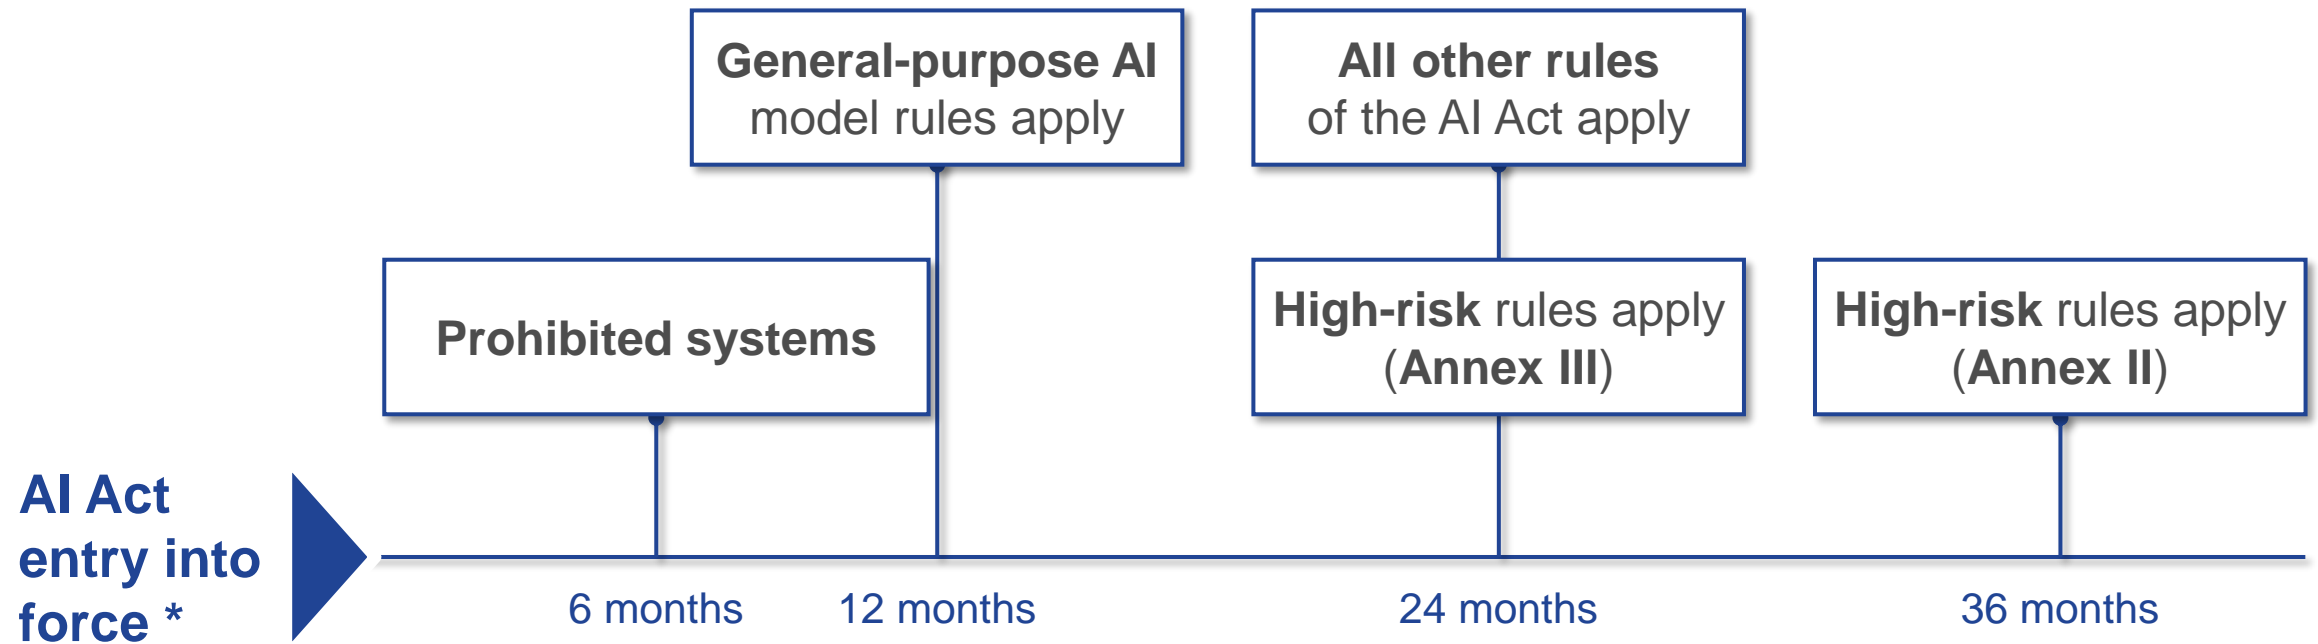 General-purpose AI
model rules apply
All other rules
of the AI Act apply
Prohibited systems
High-risk rules apply
(Annex III)
High-risk rules apply
(Annex II)
AI Act
entry into
force *
6 months
12 months
24 months
36 months